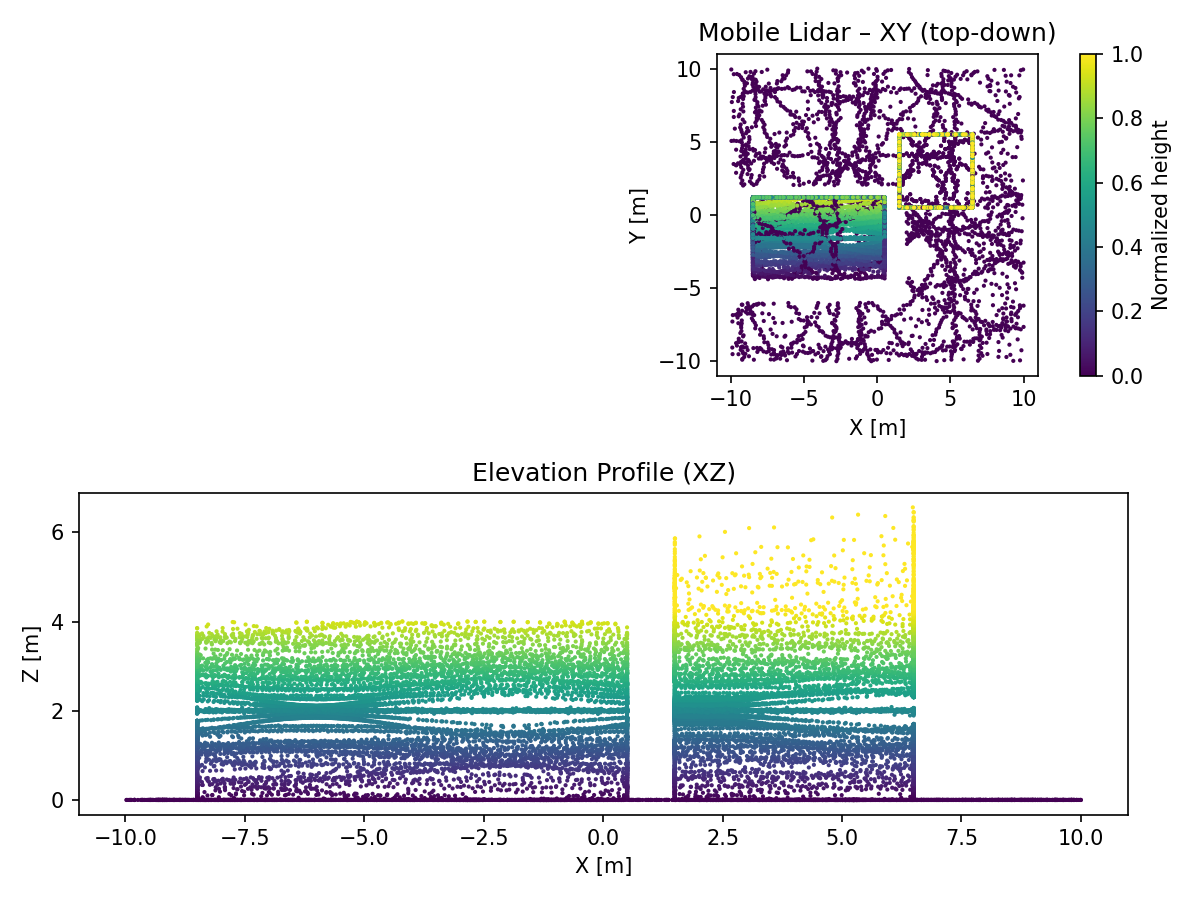 Mobile Lidar – XY (top-down)
10
5
0
−5
−10
Y [m]
−10 −5 0 5 10
X [m]
1.0
0.8
0.6
0.4
0.2
0.0
Normalized height
Elevation Profile (XZ)
6
4
2
0
Z [m]
−10.0 −7.5 −5.0 −2.5 0.0 2.5 5.0 7.5 10.0
X [m]